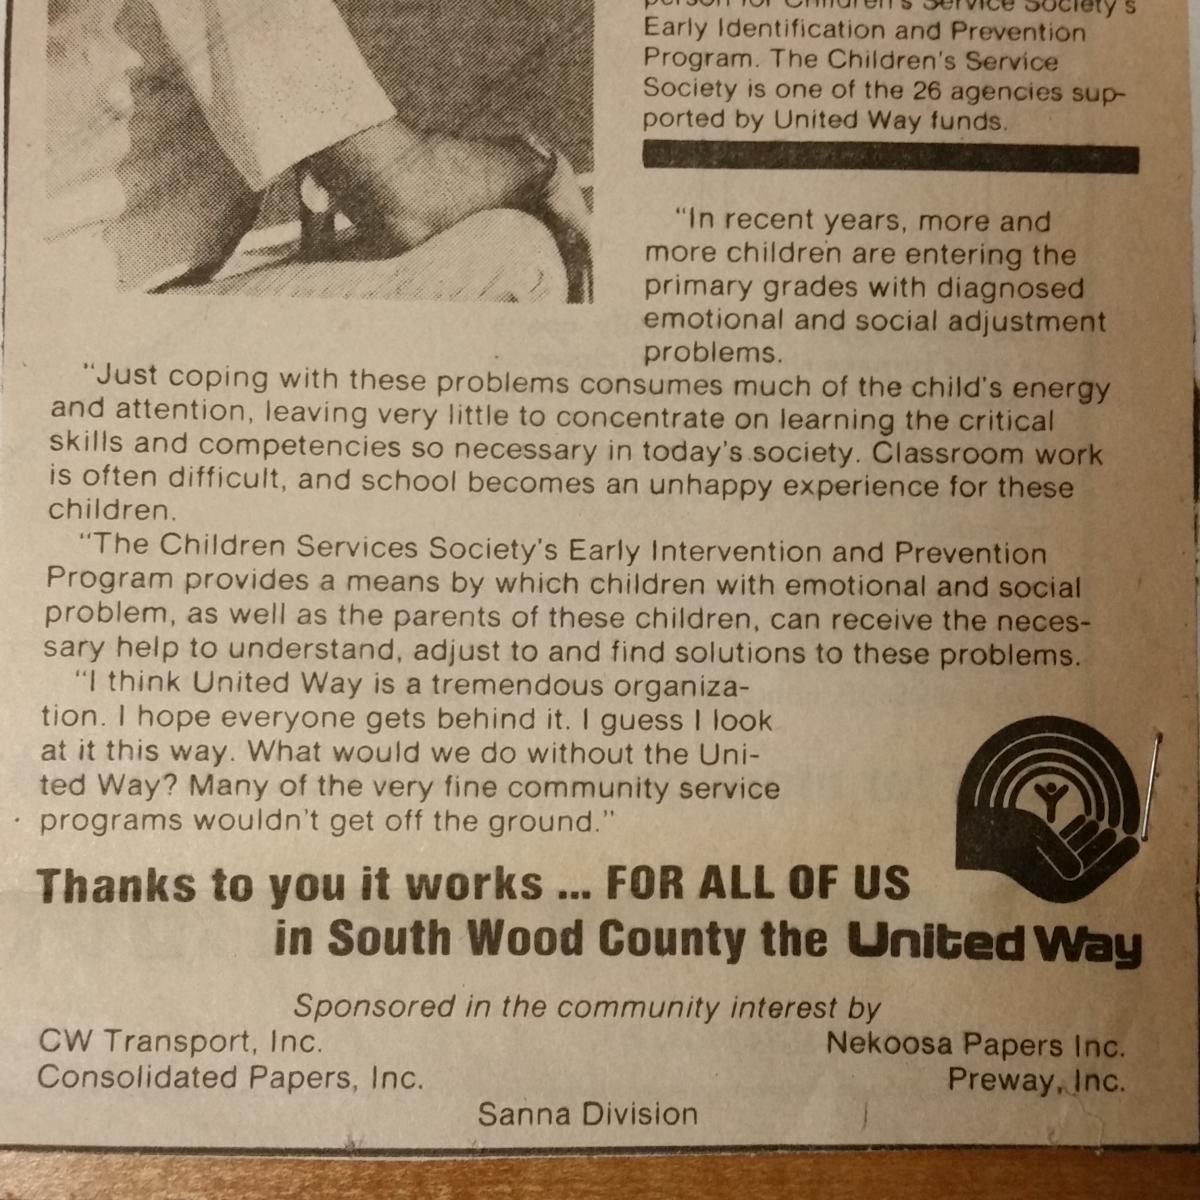 person for Children's Service Society's
Early Identification and Prevention
Program. The Children's Service
Society is one of the 26 agencies sup-
ported by United Way funds.
"In recent years, more and
more children are entering the
primary grades with diagnosed
emotional and social adjustment
problems.
"Just coping with these problems consumes much of the child's energy
and attention, leaving very little to concentrate on learning the critical
skills and competencies so necessary in today's society. Classroom work
is often difficult, and school becomes an unhappy experience for these
children.
"The Children Services Society's Early Intervention and Prevention
Program provides a means by which children with emotional and social
problem, as well as the parents of these children, can receive the neces-
sary help to understand, adjust to and find solutions to these problems.
"I think United Way is a tremendous organiza-
tion. I hope everyone gets behind it. I guess I look
at it this way. What would we do without the Uni-
ted Way? Many of the very fine community service
programs wouldn't get off the ground."
Thanks to you it works ... FOR ALL OF US
in South Wood County the United Way
Sponsored in the community interest by
CW Transport, Inc.
Nekoosa Papers Inc.
Consolidated Papers, Inc.
Preway, Inc.
Sanna Division